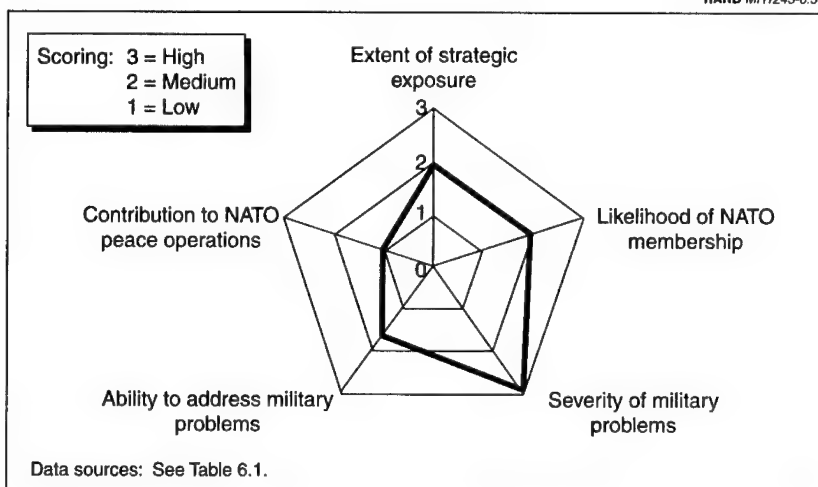 Scoring: 3 = High
2 = Medium
1 = Low
Extent of strategic
exposure
3
2
1
0
Contribution to NATO
peace operations
Likelihood of NATO
membership
Ability to address military
problems
Severity of military
problems
Data sources: See Table 6.1.